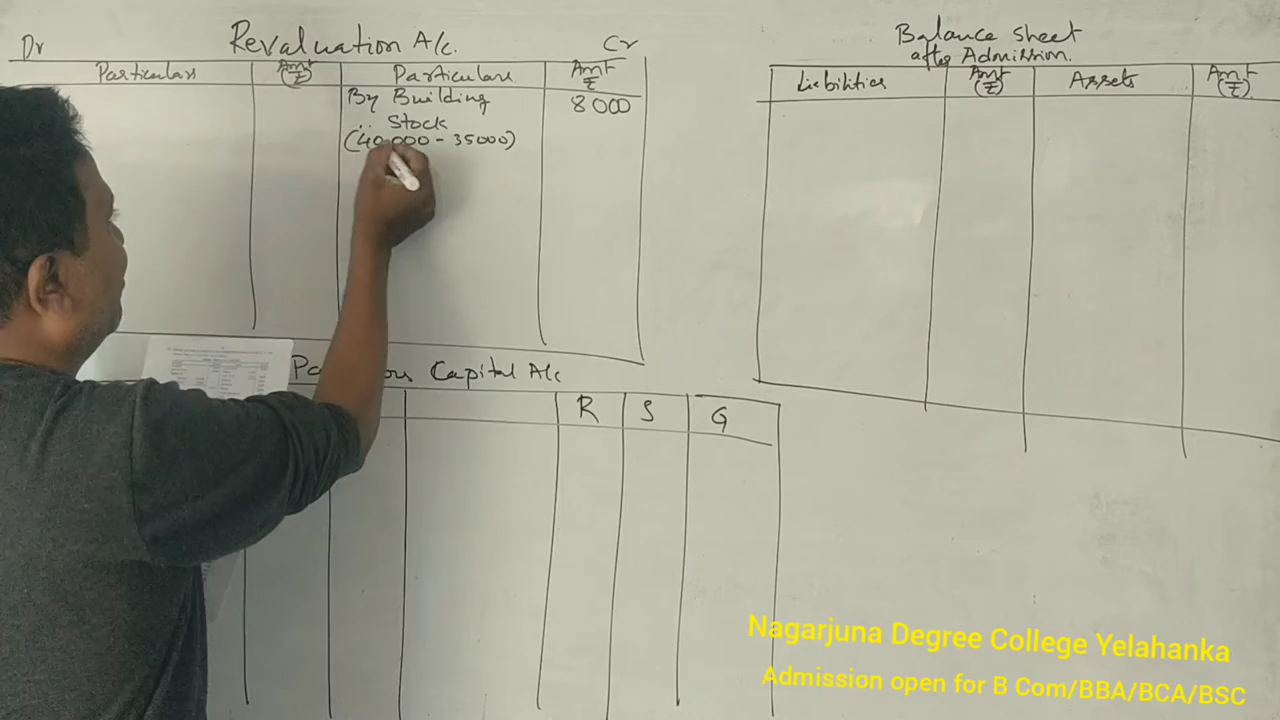 Dr Revaluation A/c. Cr
Particulars Amt (₹) Particulars Amt ₹
By Building 8000
,, Stock
(40000 - 35000)
Capital A/c
R S G
Balance Sheet
after Admission.
Liabilities Amt (₹) Assets Amt (₹)
Nagarjuna Degree College Yelahanka
Admission open for B Com/BBA/BCA/BSC